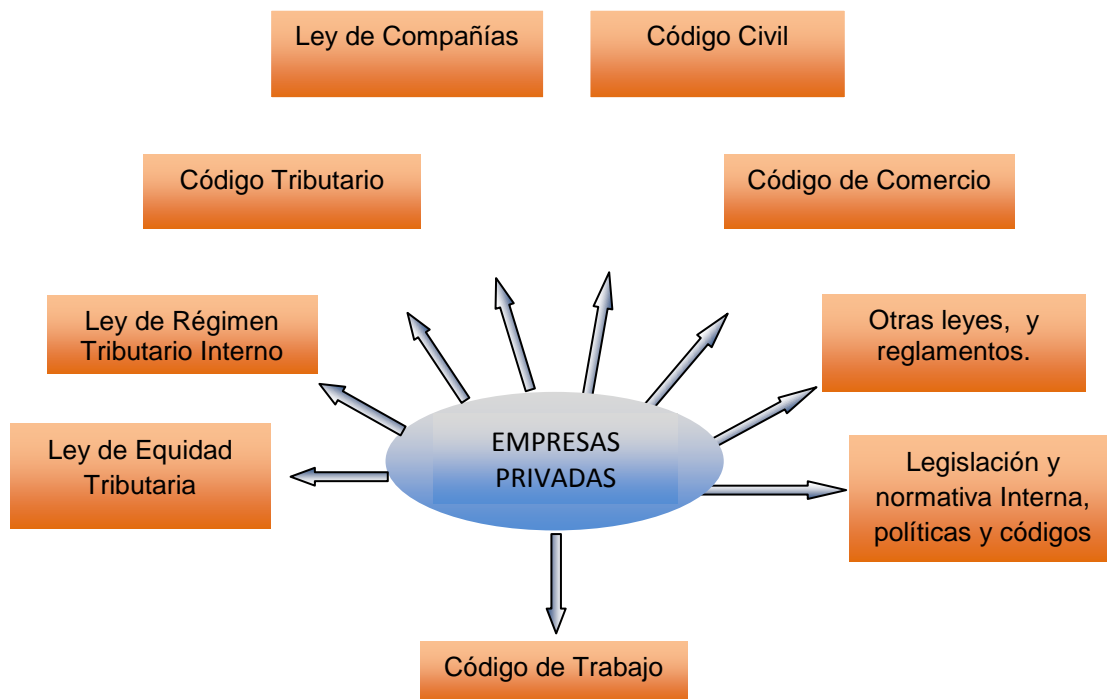 Ley de Compañías
Código Civil
Código Tributario
Código de Comercio
Ley de Régimen
Tributario Interno
Otras leyes, y
reglamentos.
Ley de Equidad
Tributaria
EMPRESAS
PRIVADAS
Legislación y
normativa Interna,
políticas y códigos
Código de Trabajo